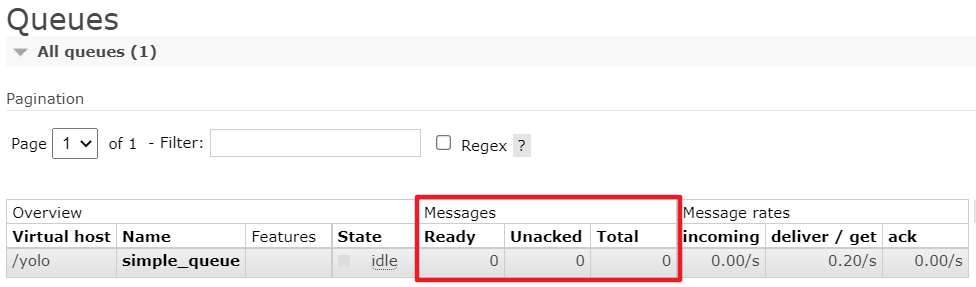 Queues
All queues (1)
Pagination
Page 1 of 1 - Filter: Regex ?
Overview Messages Message rates
Virtual host Name Features State Ready Unacked Total incoming deliver / get ack
/yolo simple_queue idle 0 0 0 0.00/s 0.20/s 0.00/s